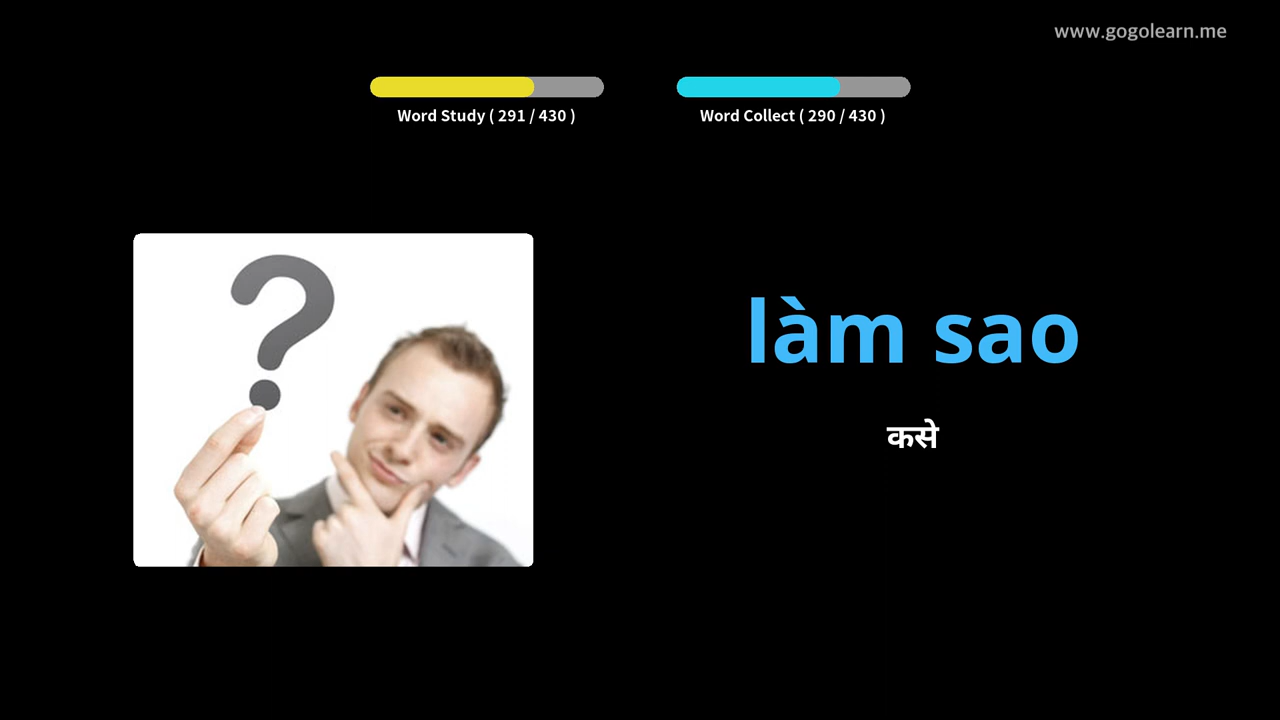 www.gogolearn.me
Word Study ( 291 / 430 )
Word Collect ( 290 / 430 )
làm sao
कसे